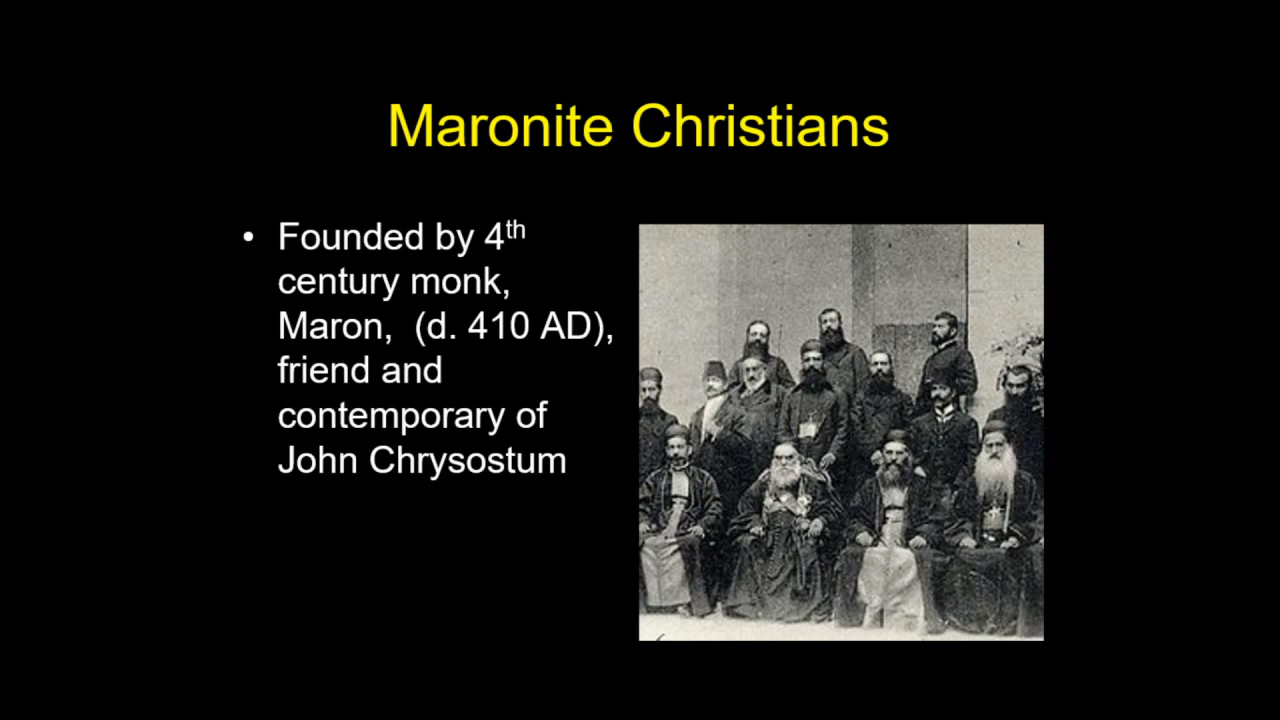 Maronite Christians
• Founded by 4th
century monk,
Maron, (d. 410 AD),
friend and
contemporary of
John Chrysostum